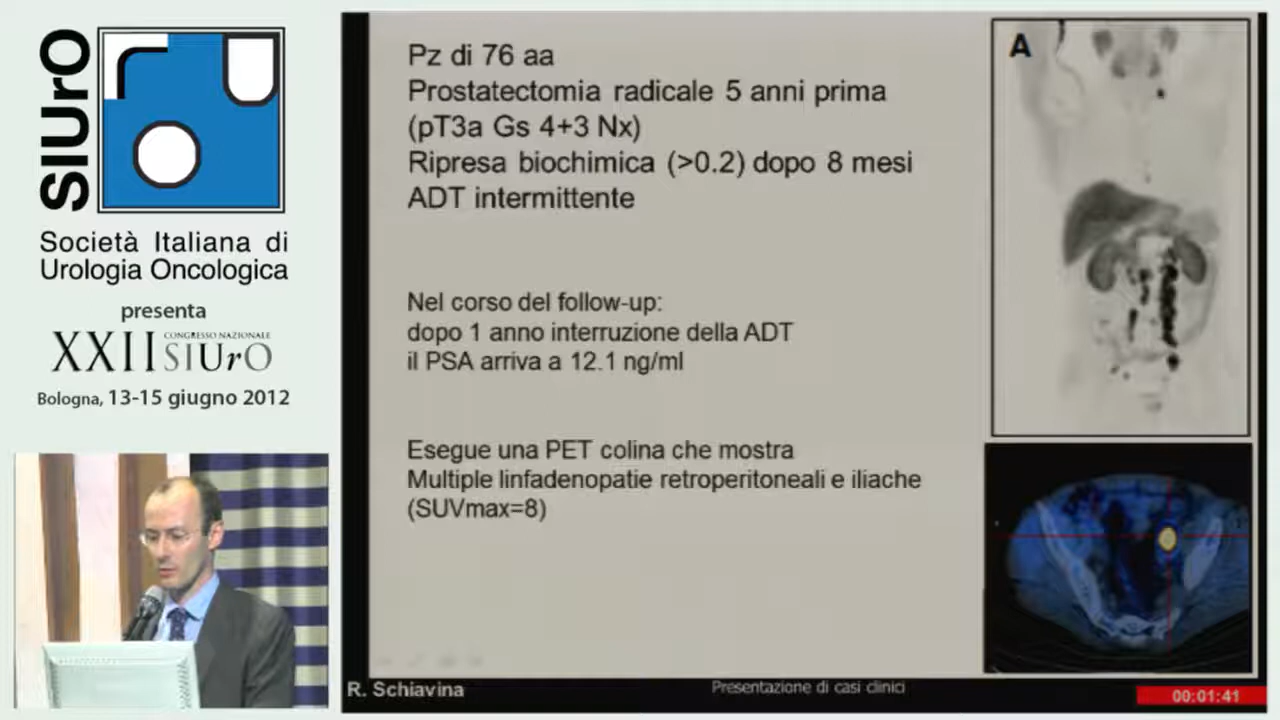 SIUrO
Società Italiana di
Urologia Oncologica
presenta
XXII CONGRESSO NAZIONALE
SIUrO
Bologna, 13-15 giugno 2012
Pz di 76 aa
Prostatectomia radicale 5 anni prima
(pT3a Gs 4+3 Nx)
Ripresa biochimica (>0.2) dopo 8 mesi
ADT intermittente
Nel corso del follow-up:
dopo 1 anno interruzione della ADT
il PSA arriva a 12.1 ng/ml
Esegue una PET colina che mostra
Multiple linfadenopatie retroperitoneali e iliache
(SUVmax=8)
A
R. Schiavina
Presentazione di casi clinici
00:01:41